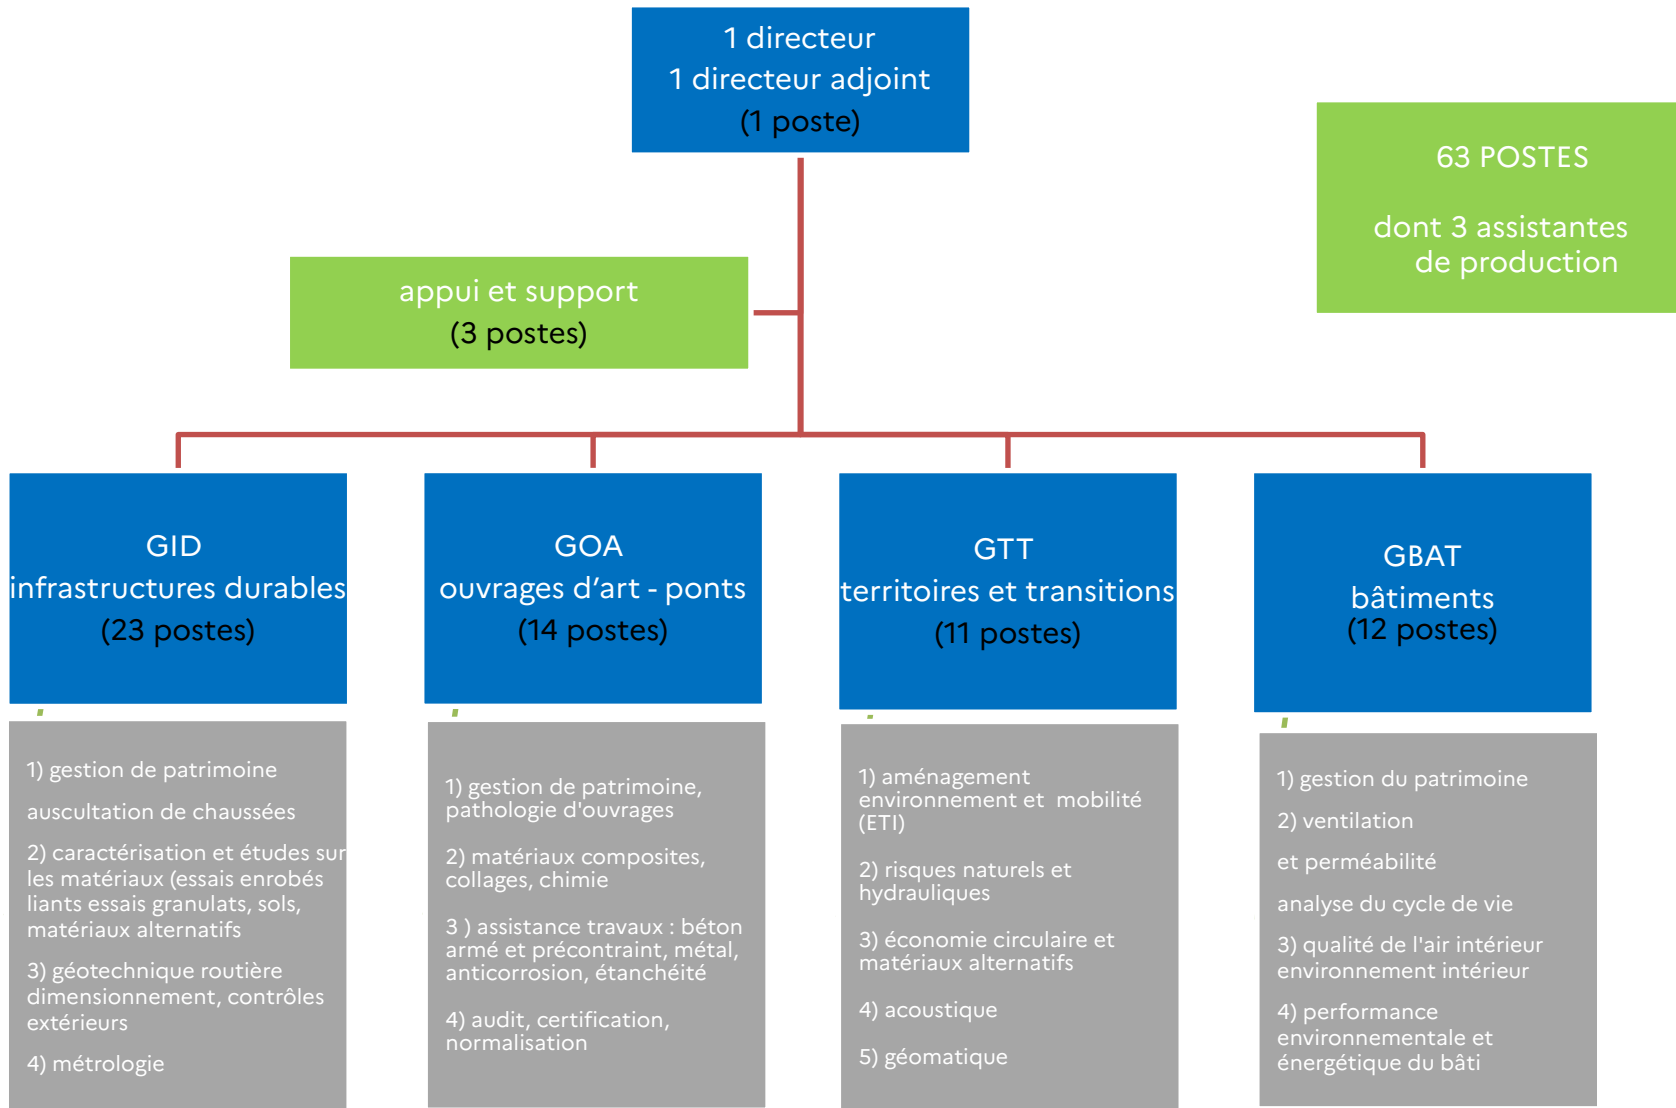 1 directeur
1 directeur adjoint
(1 poste)
63 POSTES
dont 3 assistantes
de production
appui et support
(3 postes)
GID
infrastructures durables
(23 postes)
GOA
ouvrages d’art - ponts
(14 postes)
GTT
territoires et transitions
(11 postes)
GBAT
bâtiments
(12 postes)
1) gestion de patrimoine
auscultation de chaussées
2) caractérisation et études sur
les matériaux (essais enrobés
liants essais granulats, sols,
matériaux alternatifs
3) géotechnique routière
dimensionnement, contrôles
extérieurs
4) métrologie
1) gestion de patrimoine,
pathologie d'ouvrages
2) matériaux composites,
collages, chimie
3 ) assistance travaux : béton
armé et précontraint, métal,
anticorrosion, étanchéité
4) audit, certification,
normalisation
1) aménagement
environnement et  mobilité
(ETI)
2) risques naturels et
hydrauliques
3) économie circulaire et
matériaux alternatifs
4) acoustique
5) géomatique
1) gestion du patrimoine
2) ventilation
et perméabilité
analyse du cycle de vie
3) qualité de l'air intérieur
environnement intérieur
4) performance
environnementale et
énergétique du bâti